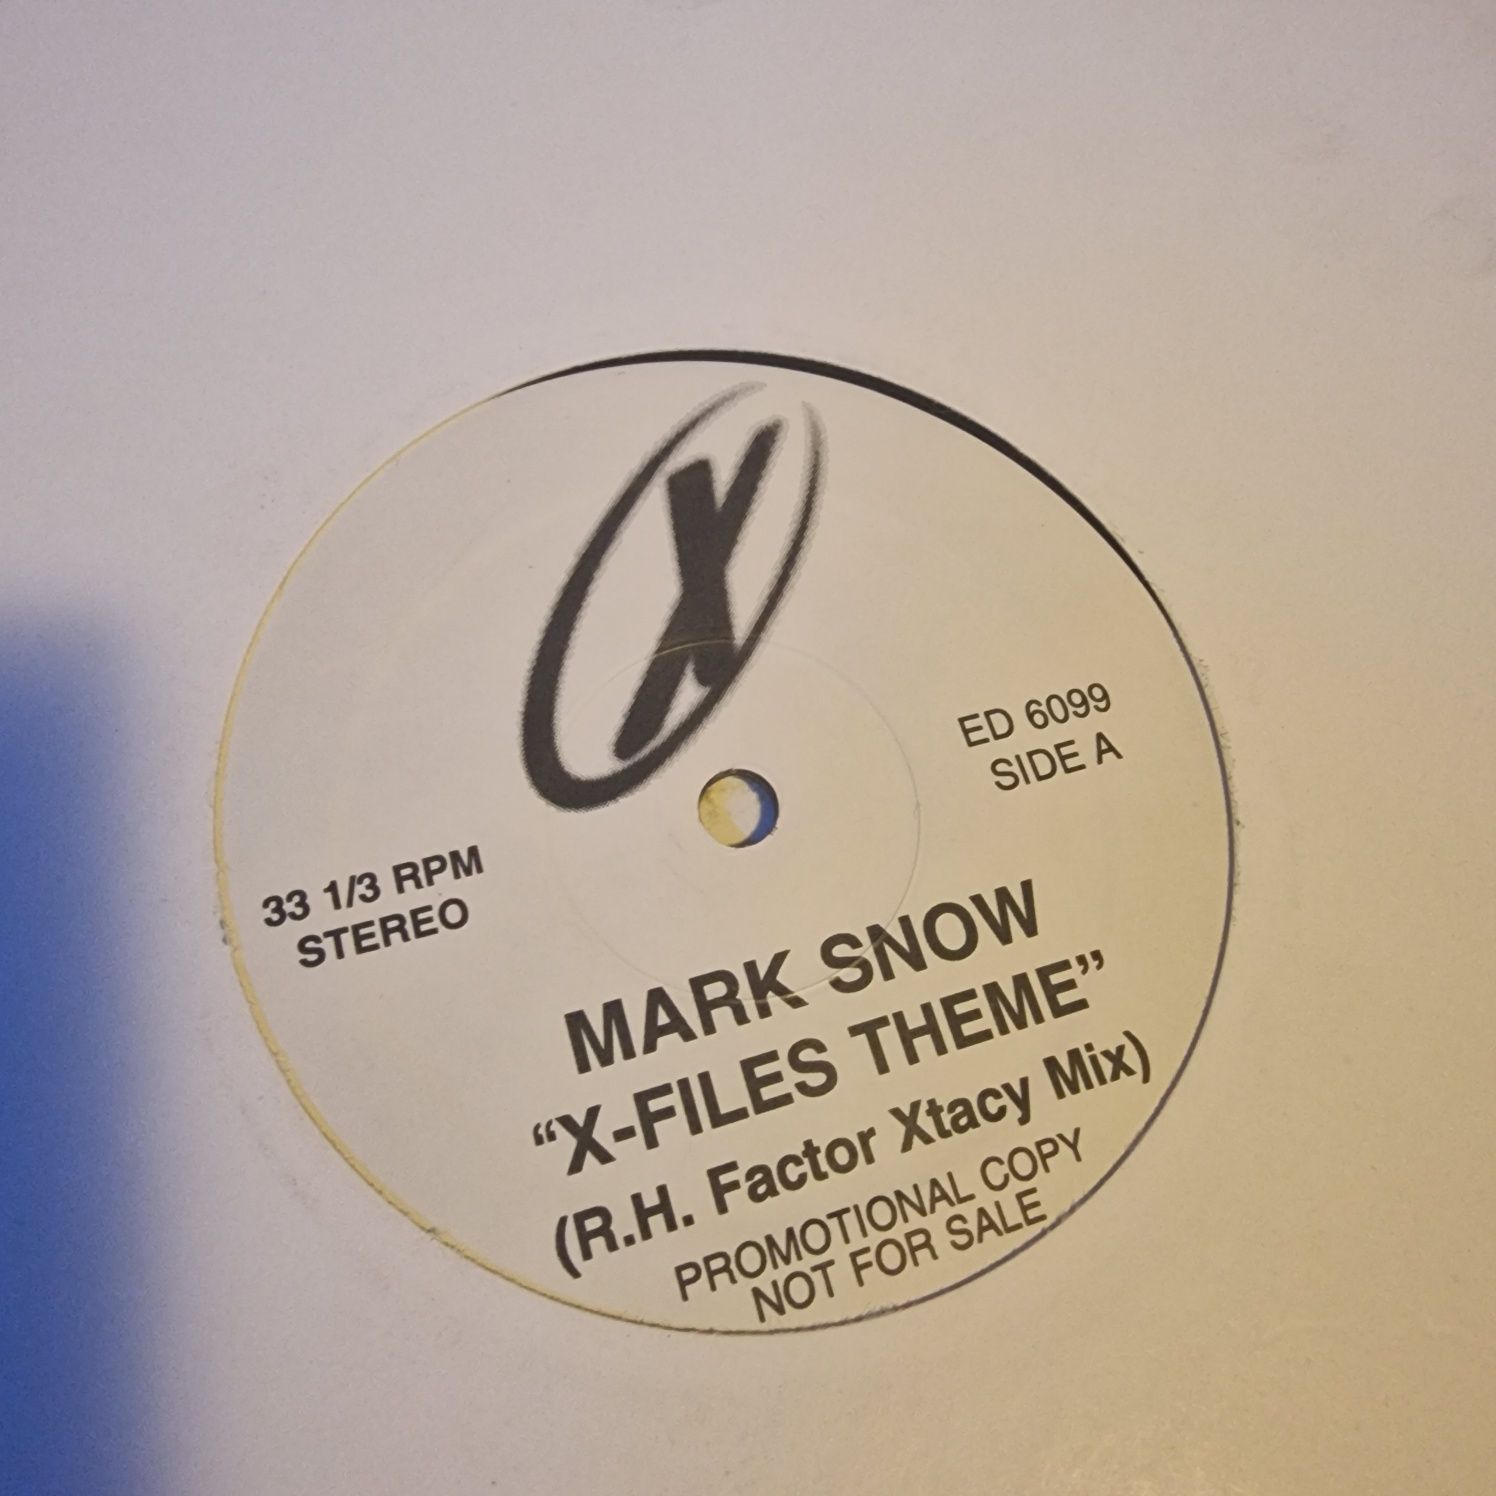 X
ED 6099
SIDE A
33 1/3 RPM
STEREO
MARK SNOW
“X-FILES THEME”
(R.H. Factor Xtacy Mix)
PROMOTIONAL COPY
NOT FOR SALE